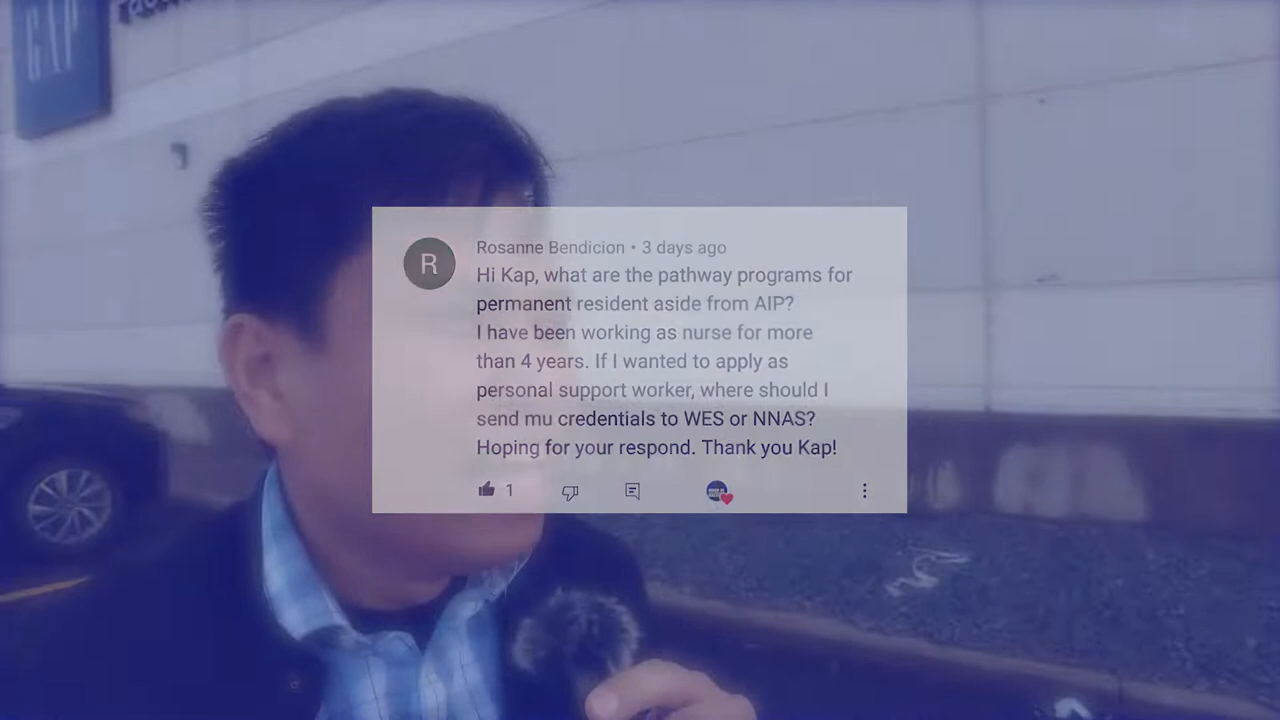 GAP
R
Rosanne Bendicion • 3 days ago
Hi Kap, what are the pathway programs for
permanent resident aside from AIP?
I have been working as nurse for more
than 4 years. If I wanted to apply as
personal support worker, where should I
send mu credentials to WES or NNAS?
Hoping for your respond. Thank you Kap!
1